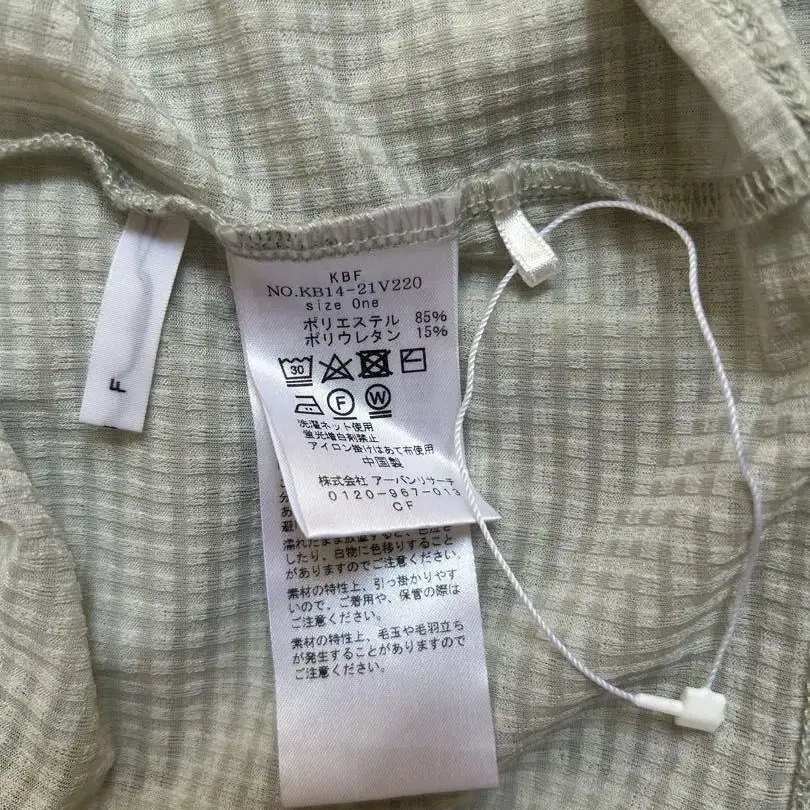 F
KBF
NO.KB14-21V220
size One
ポリエステル 85%
ポリウレタン 15%
30
F W
洗濯ネット使用
蛍光増白剤禁止
アイロン掛けはあて布使用
中国製
株式会社 アーバンリサーチ
0120-967-013
CF
濡れたまま放置すると、色泣き
したり、白物に色移りすること
がありますのでご注意ください。
素材の特性上、引っ掛かりやす
いので、ご着用や、保管の際は
ご注意ください。
素材の特性上、毛玉や毛羽立ち
が発生することがありますので
ご注意ください。